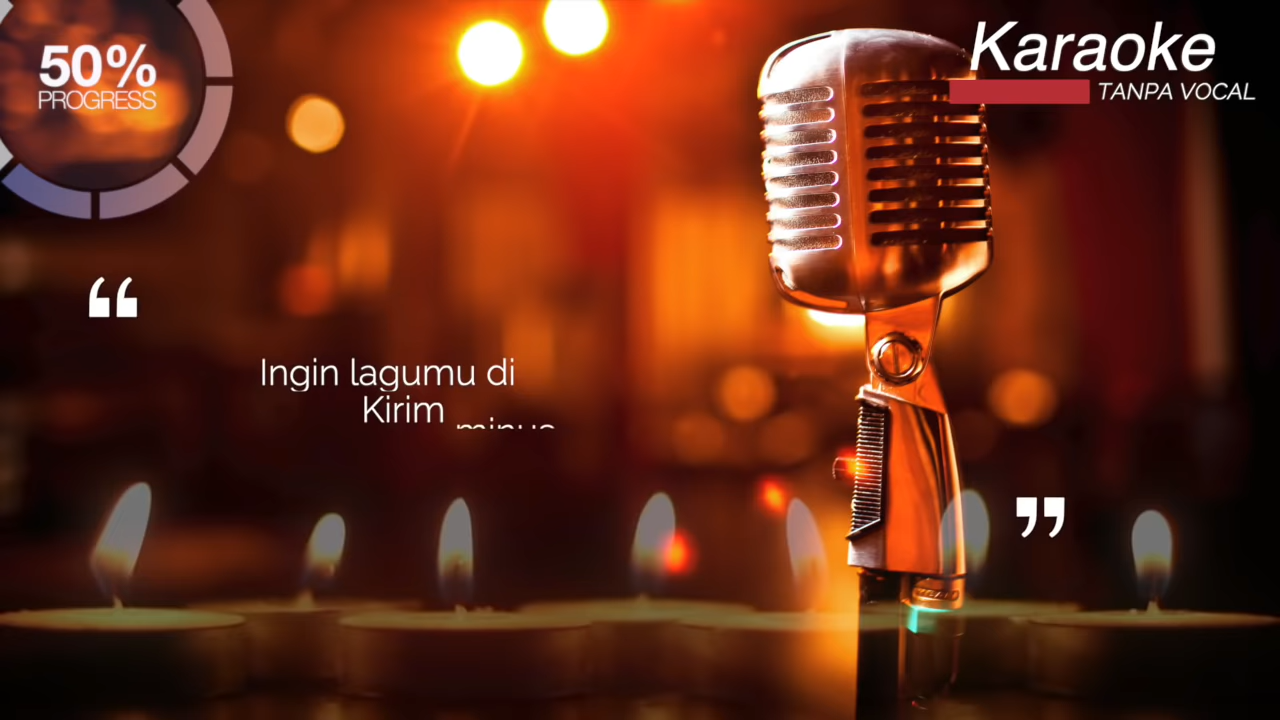 50%
PROGRESS
Karaoke
TANPA VOCAL
“
Ingin lagumu di
Kirim
”